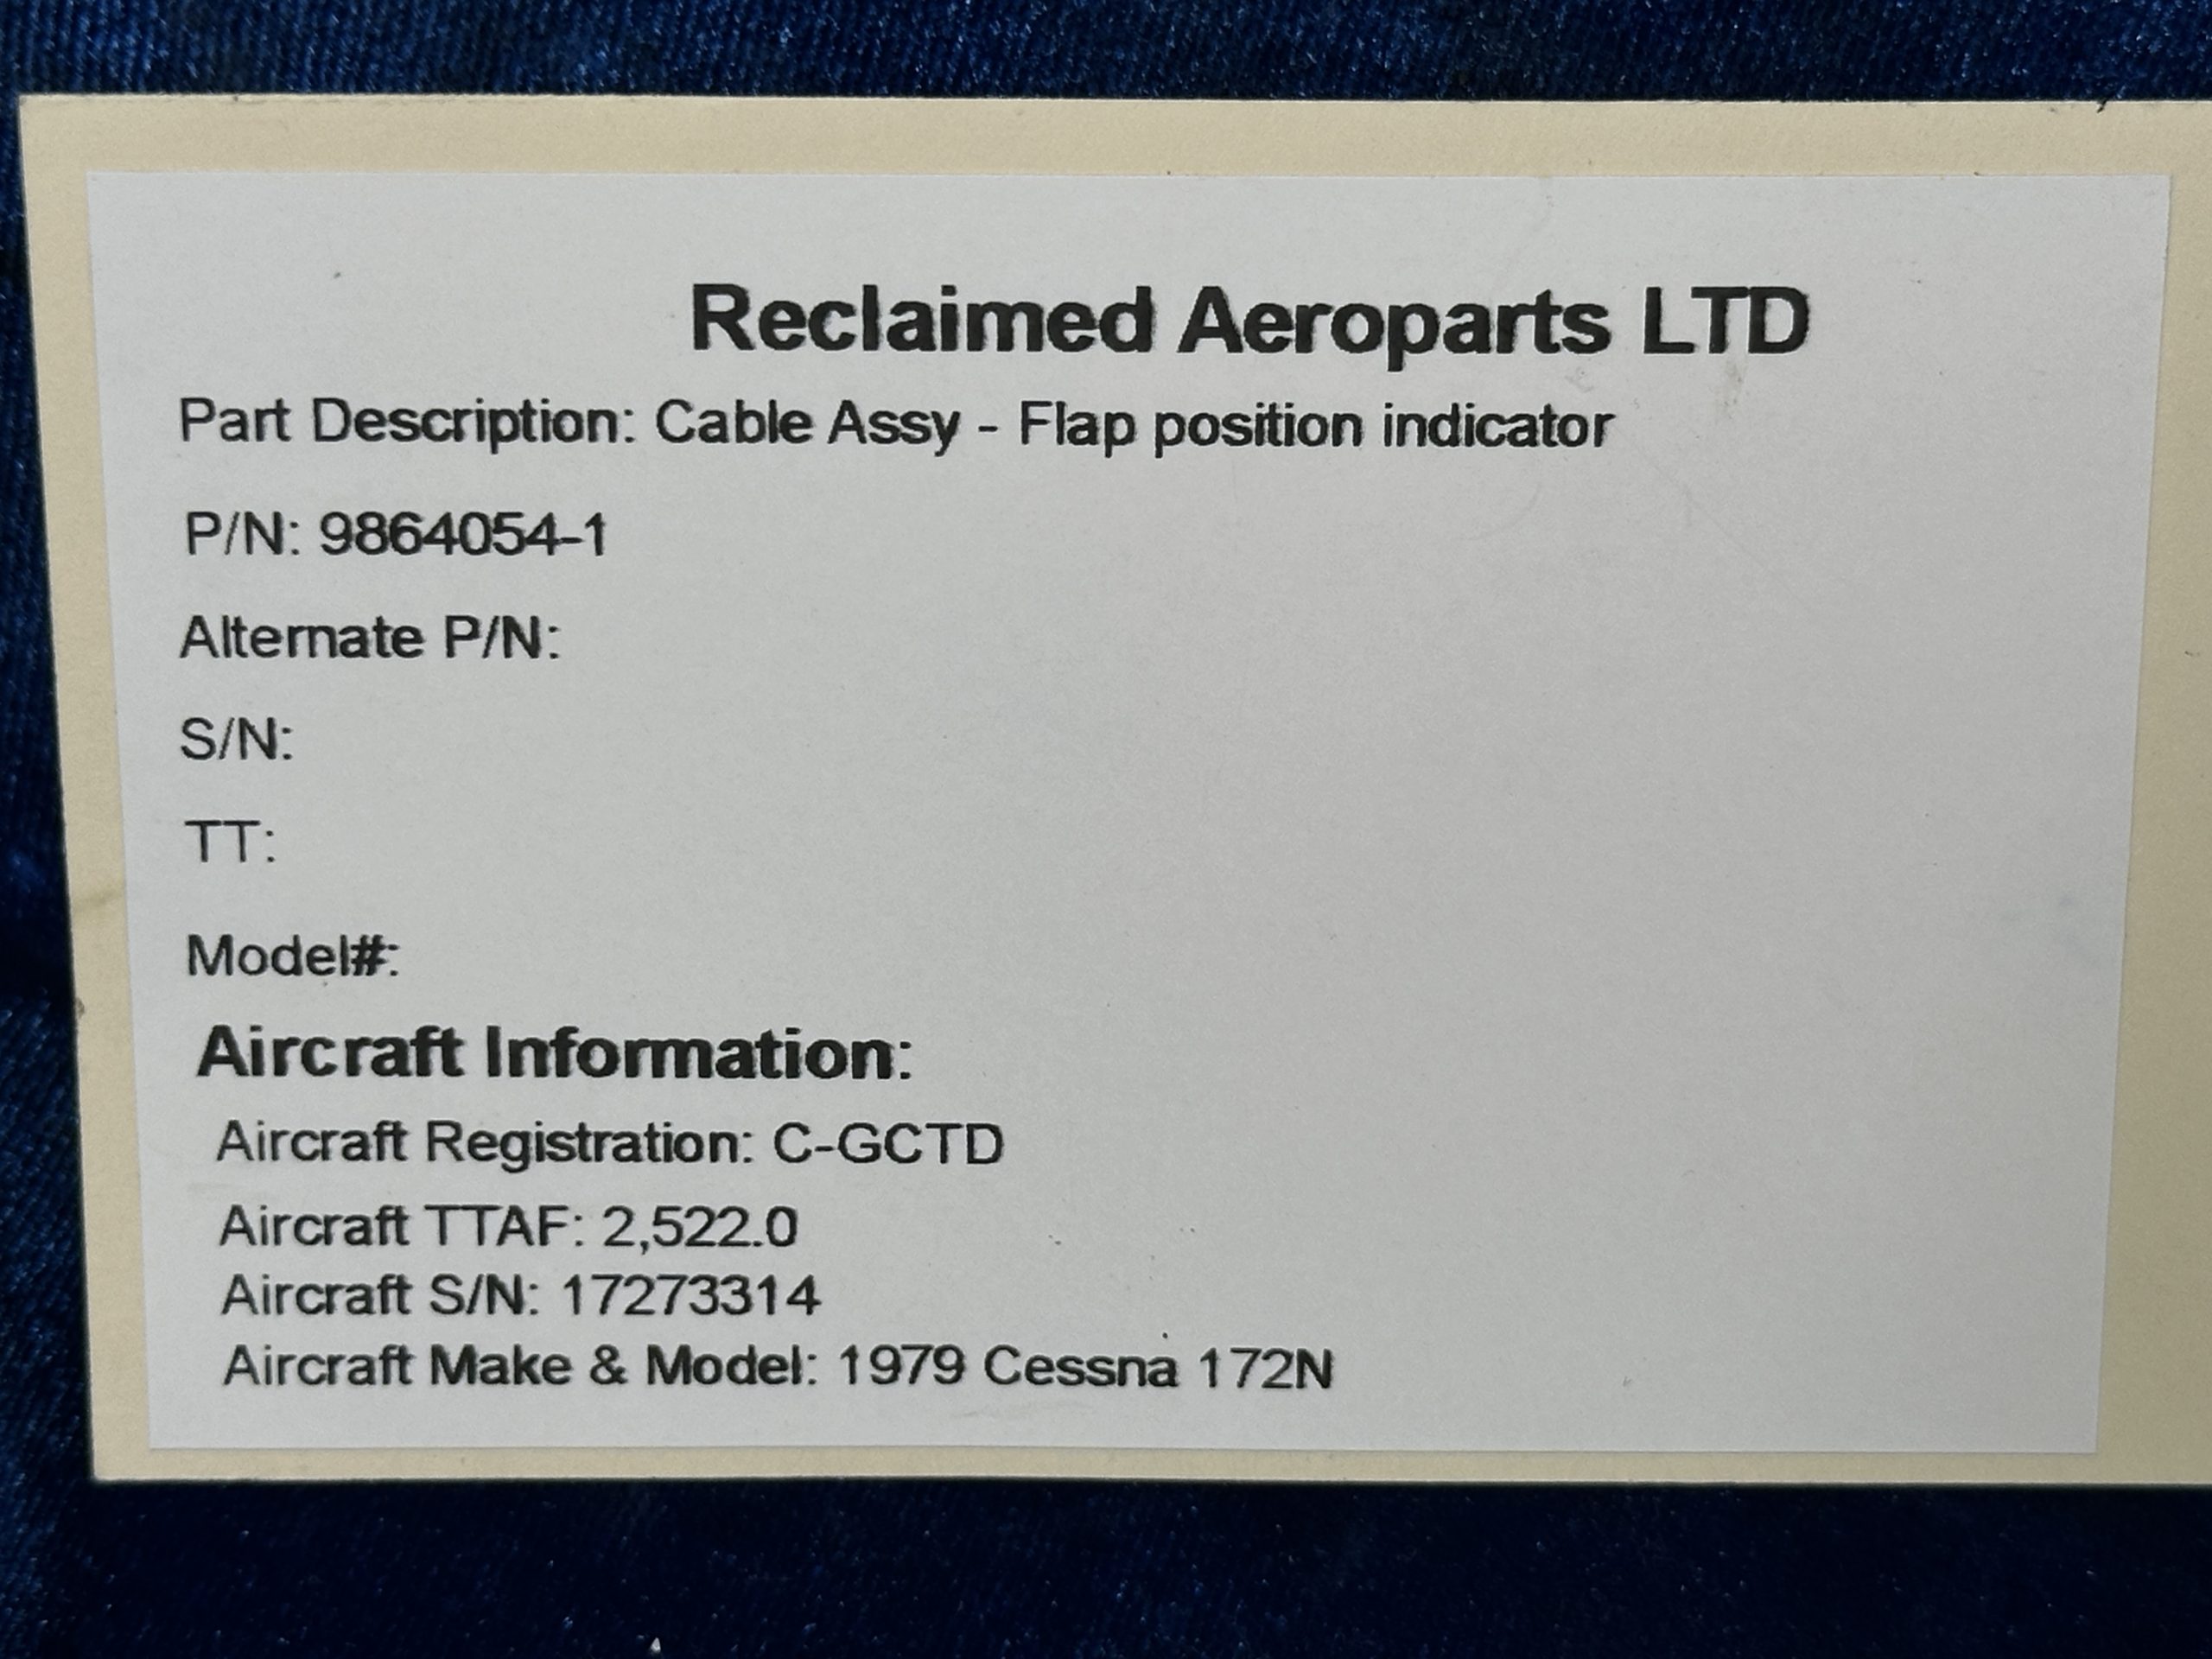 Reclaimed Aeroparts LTD
Part Description: Cable Assy - Flap position indicator
P/N: 9864054-1
Alternate P/N:
S/N:
TT:
Model#:
Aircraft Information:
Aircraft Registration: C-GCTD
Aircraft TTAF: 2,522.0
Aircraft S/N: 17273314
Aircraft Make & Model: 1979 Cessna 172N